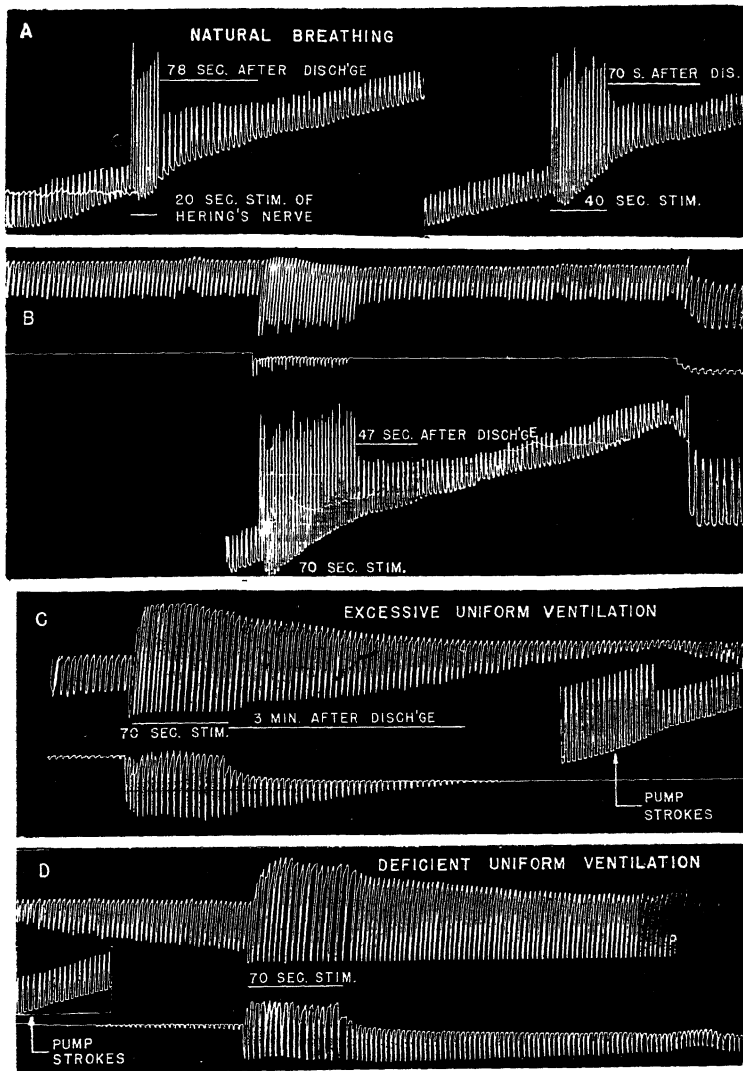 A
NATURAL BREATHING
78 SEC. AFTER DISCH'GE
70 S. AFTER DIS.
20 SEC. STIM. OF
HERING'S NERVE
40 SEC. STIM.
B
47 SEC. AFTER DISCH'GE
70 SEC. STIM.
C
EXCESSIVE UNIFORM VENTILATION
70 SEC. STIM.
3 MIN. AFTER DISCH'GE
PUMP
STROKES
D
DEFICIENT UNIFORM VENTILATION
70 SEC. STIM.
PUMP
STROKES